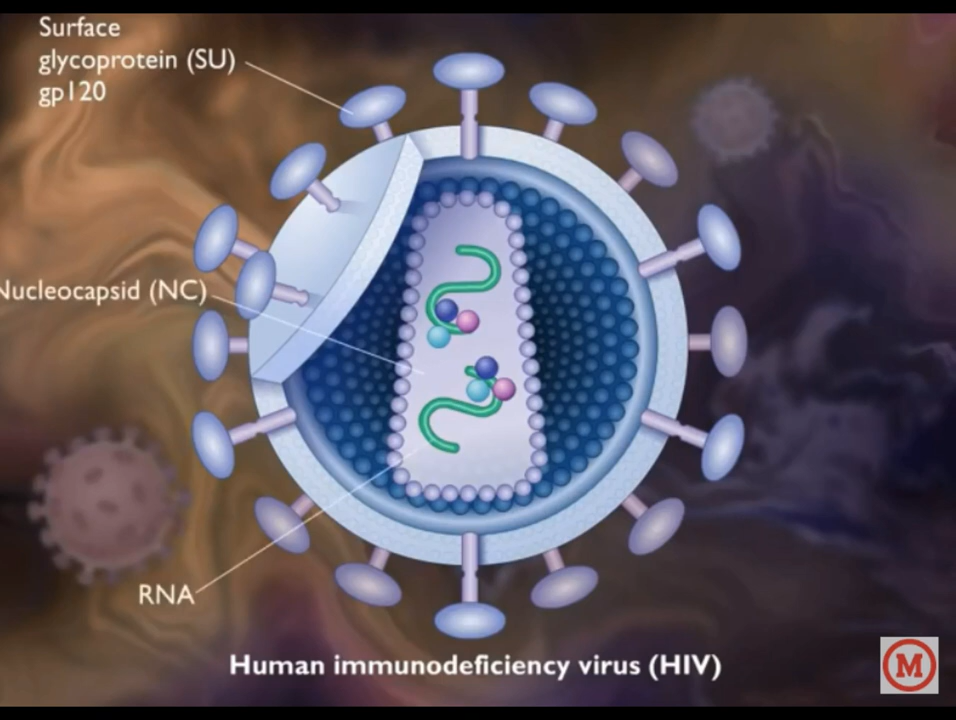 Surface
glycoprotein (SU)
gp120
Nucleocapsid (NC)
RNA
Human immunodeficiency virus (HIV)
M